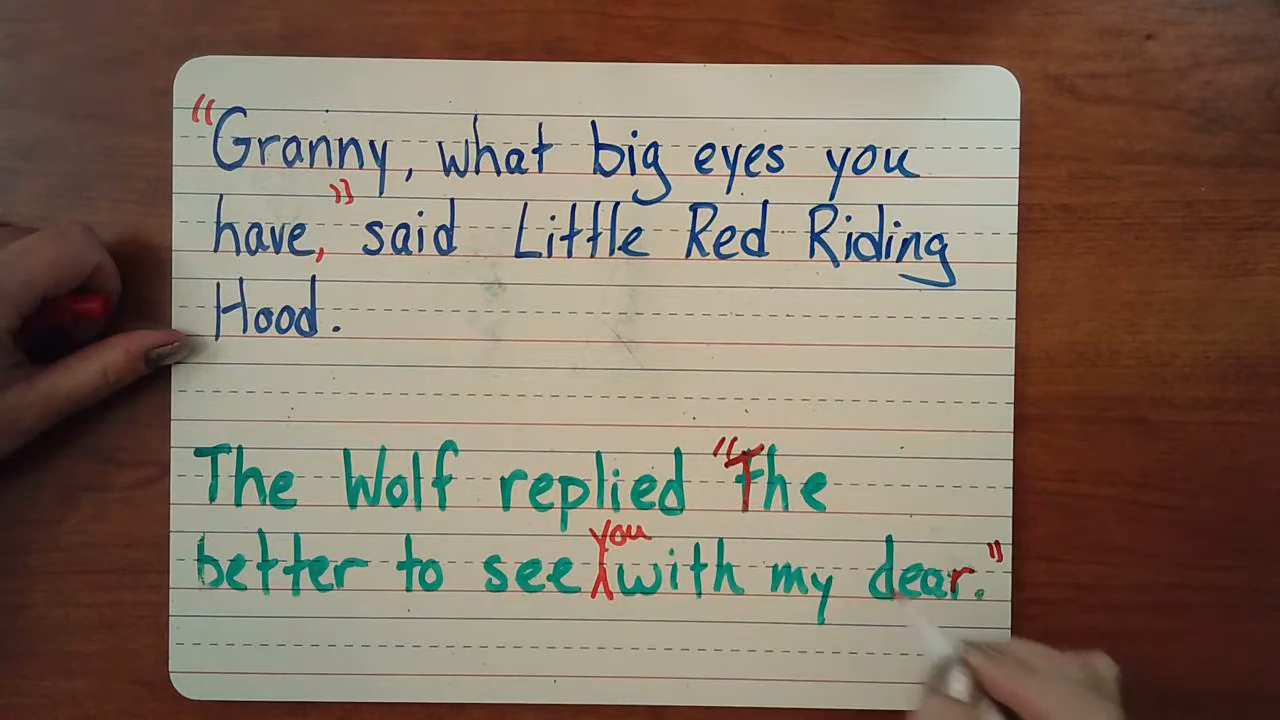 "Granny, what big eyes you
have," said Little Red Riding
Hood.
The Wolf replied "The
you
better to see with my dear."